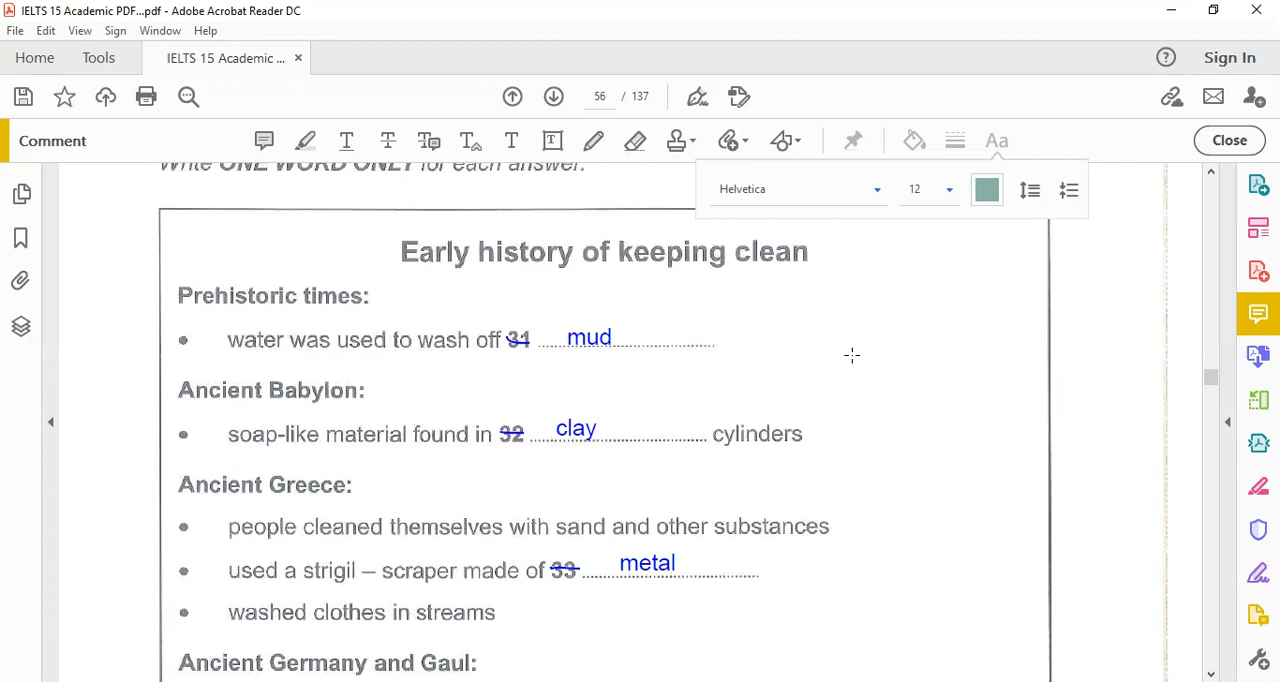 IELTS 15 Academic PDF...pdf - Adobe Acrobat Reader DC
File Edit View Sign Window Help
Home Tools IELTS 15 Academic ... × Sign In
56 / 137
Comment Close
Helvetica 12
Write ONE WORD ONLY for each answer.
Early history of keeping clean
Prehistoric times:
• water was used to wash off 31 mud
Ancient Babylon:
• soap-like material found in 32 clay cylinders
Ancient Greece:
• people cleaned themselves with sand and other substances
• used a strigil – scraper made of 33 metal
• washed clothes in streams
Ancient Germany and Gaul: